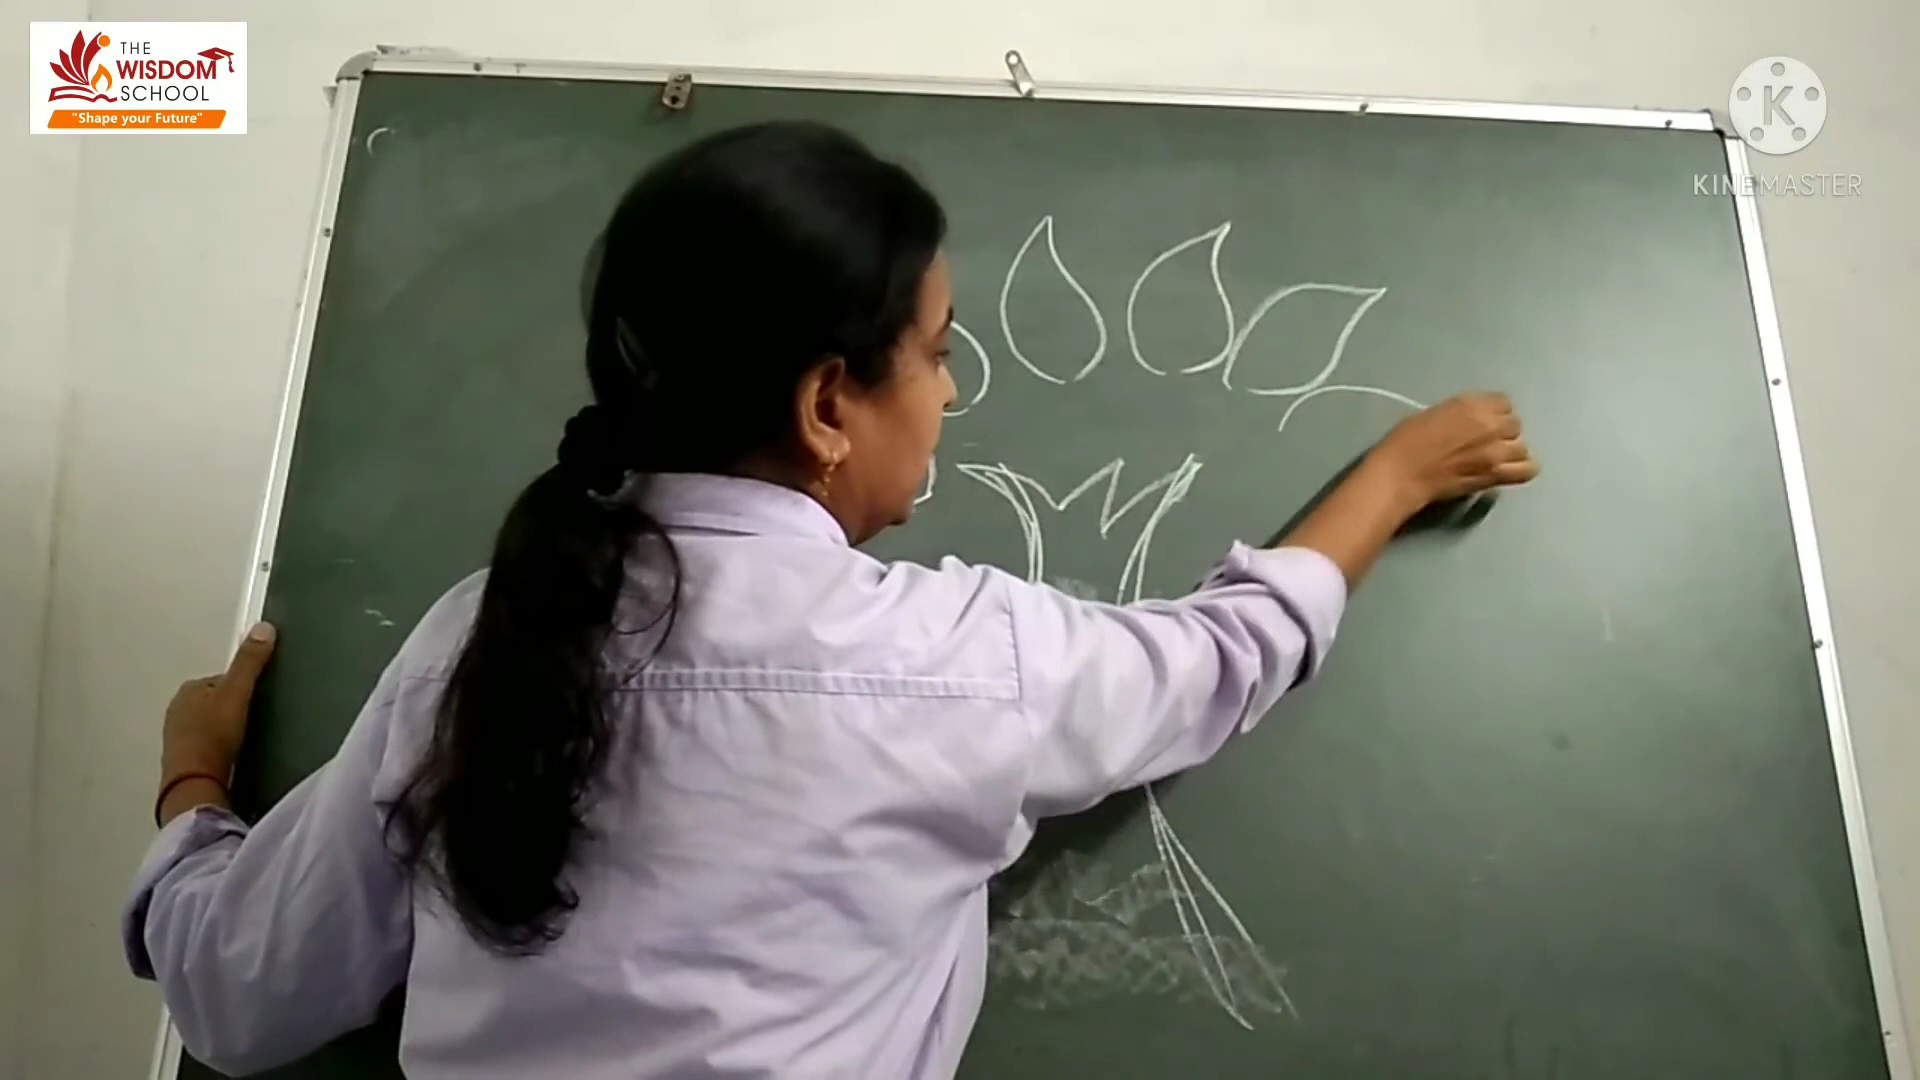 THE
WISDOM
SCHOOL
"Shape your Future"
K
KINEMASTER